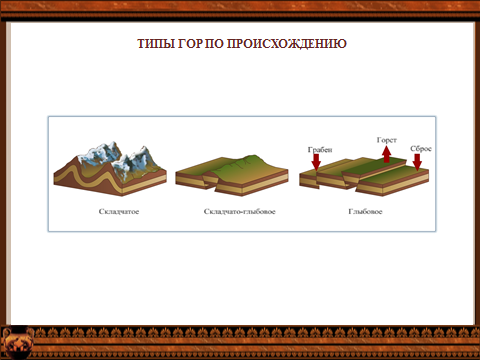 ТИПЫ ГОР ПО ПРОИСХОЖДЕНИЮ
Грабен
Горст
Сброс
Складчатое
Складчато-глыбовое
Глыбовое